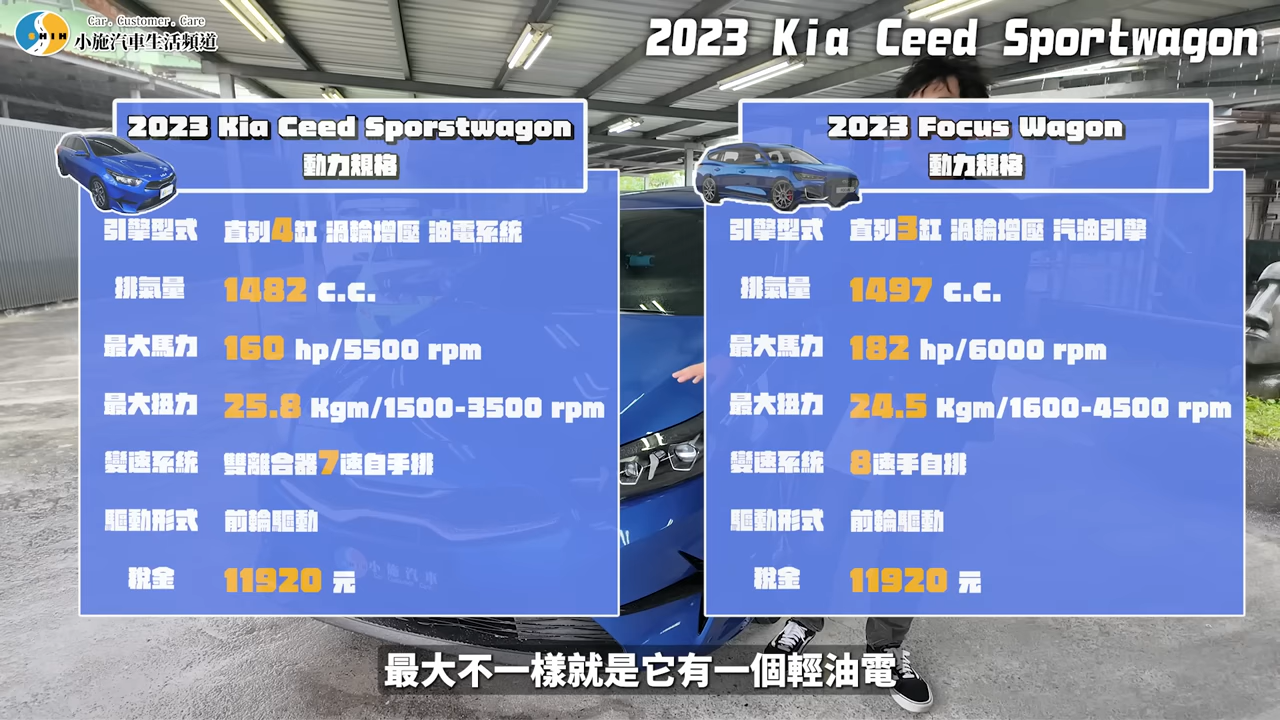 Car. Customer. Care
SHIH 小施汽車生活頻道
2023 Kia Ceed Sportwagon
2023 Kia Ceed Sporstwagon
動力規格
引擎型式 直列4缸 渦輪增壓 油電系統
排氣量 1482 c.c.
最大馬力 160 hp/5500 rpm
最大扭力 25.8 Kgm/1500-3500 rpm
變速系統 雙離合器7速自手排
驅動形式 前輪驅動
稅金 11920 元
2023 Focus Wagon
動力規格
引擎型式 直列3缸 渦輪增壓 汽油引擎
排氣量 1497 c.c.
最大馬力 182 hp/6000 rpm
最大扭力 24.5 Kgm/1600-4500 rpm
變速系統 8速手自排
驅動形式 前輪驅動
稅金 11920 元
小施汽車
最大不一樣就是它有一個輕油電